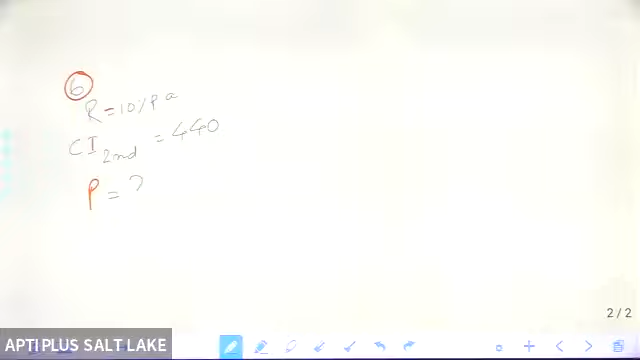 6
R = 10% p a
CI 2nd = 440
P = ?
2 / 2
APTI PLUS SALT LAKE